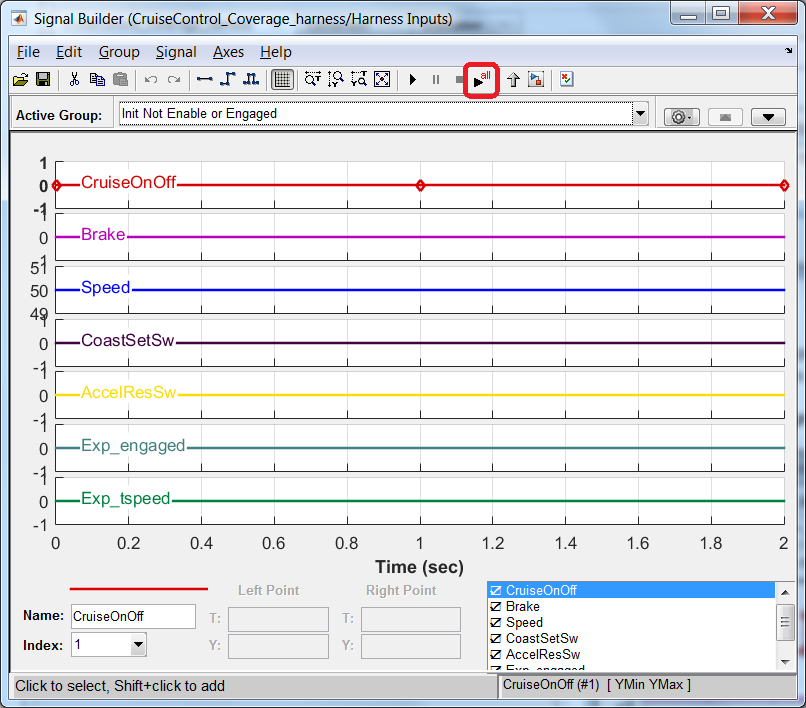 Signal Builder (CruiseControl_Coverage_harness/Harness Inputs)
File Edit Group Signal Axes Help
all
Active Group: Init Not Enable or Engaged
1
0
-1
CruiseOnOff
1
0
-1
Brake
51
50
49
Speed
1
0
-1
CoastSetSw
1
0
-1
AccelResSw
1
0
-1
Exp_engaged
1
0
-1
Exp_tspeed
0 0.2 0.4 0.6 0.8 1 1.2 1.4 1.6 1.8 2
Time (sec)
Left Point Right Point
Name: CruiseOnOff T: T:
Index: 1 Y: Y:
CruiseOnOff
Brake
Speed
CoastSetSw
AccelResSw
Exp_engaged
Click to select, Shift+click to add
CruiseOnOff (#1) [ YMin YMax ]